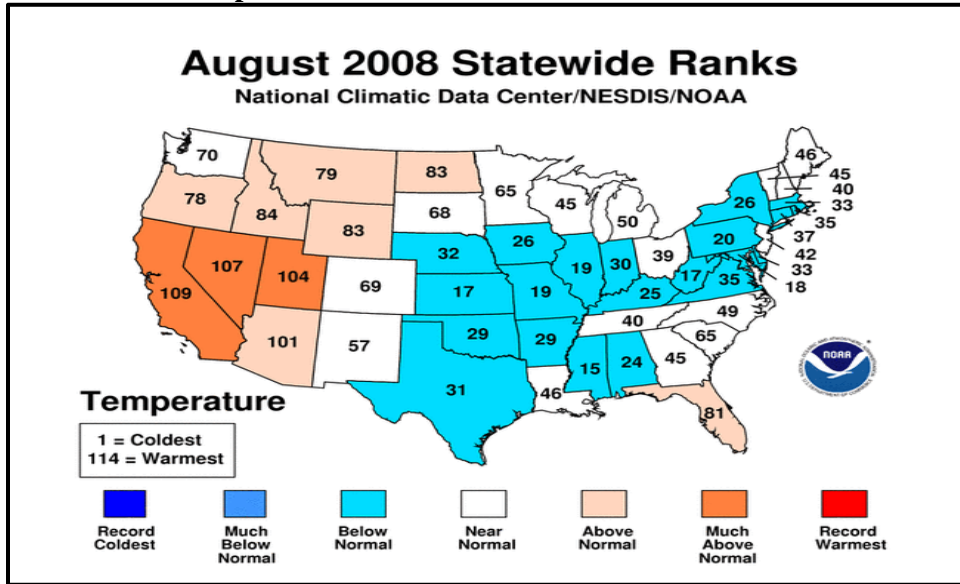 August 2008 Statewide Ranks
National Climatic Data Center/NESDIS/NOAA
70
79
83
65
46
45
40
33
35
37
42
33
18
78
84
83
68
45
50
26
109
107
104
69
32
26
19
30
39
20
17
35
17
19
25
101
57
29
29
40
49
65
31
46
15
24
45
81
NOAA
Temperature
1 = Coldest
114 = Warmest
Record
Coldest
Much
Below
Normal
Below
Normal
Near
Normal
Above
Normal
Much
Above
Normal
Record
Warmest